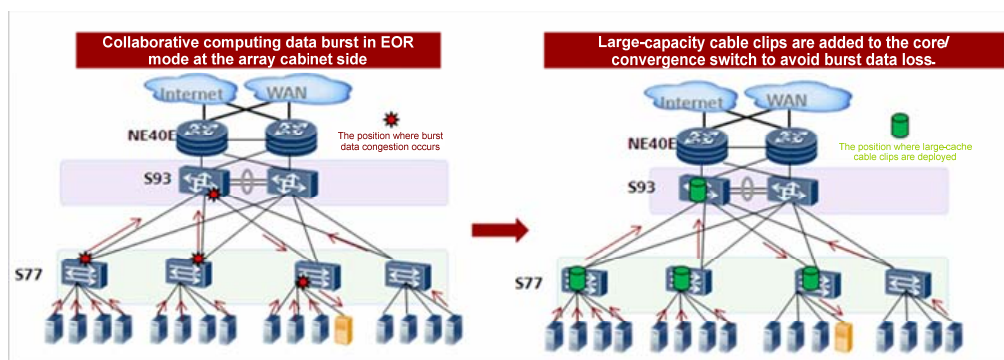 Collaborative computing data burst in EOR
mode at the array cabinet side
Internet
WAN
NE40E
The position where burst
data congestion occurs
S93
S77
Large-capacity cable clips are added to the core/
convergence switch to avoid burst data loss.
Internet
WAN
NE40E
The position where large-cache
cable clips are deployed
S93
S77